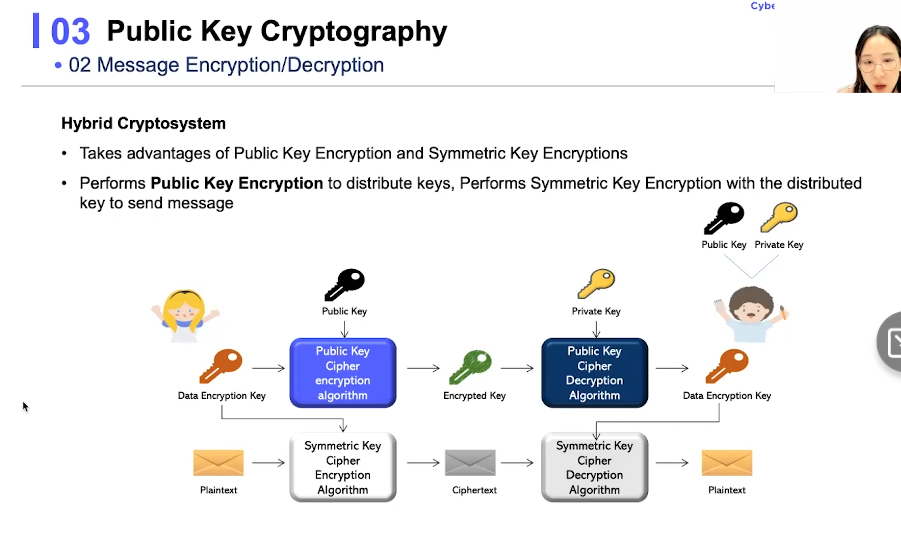 Cybe
03 Public Key Cryptography
• 02 Message Encryption/Decryption
Hybrid Cryptosystem
• Takes advantages of Public Key Encryption and Symmetric Key Encryptions
• Performs Public Key Encryption to distribute keys, Performs Symmetric Key Encryption with the distributed
key to send message
Public Key Private Key
Public Key
Private Key
Data Encryption Key
Public Key
Cipher
encryption
algorithm
Encrypted Key
Public Key
Cipher
Decryption
Algorithm
Data Encryption Key
Plaintext
Symmetric Key
Cipher
Encryption
Algorithm
Ciphertext
Symmetric Key
Cipher
Decryption
Algorithm
Plaintext